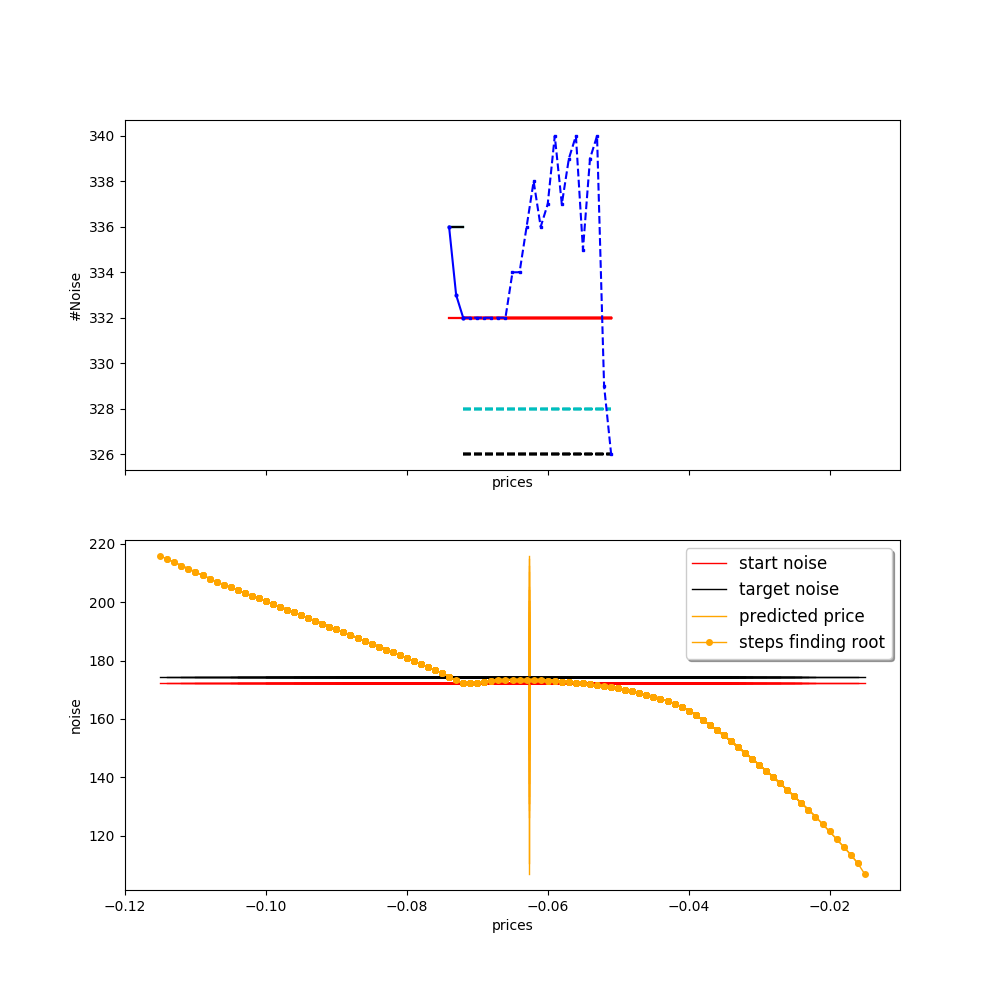 340
338
336
334
332
330
328
326
#Noise
prices
220
200
180
160
140
120
noise
start noise
target noise
predicted price
steps finding root
−0.12
−0.10
−0.08
−0.06
−0.04
−0.02
prices